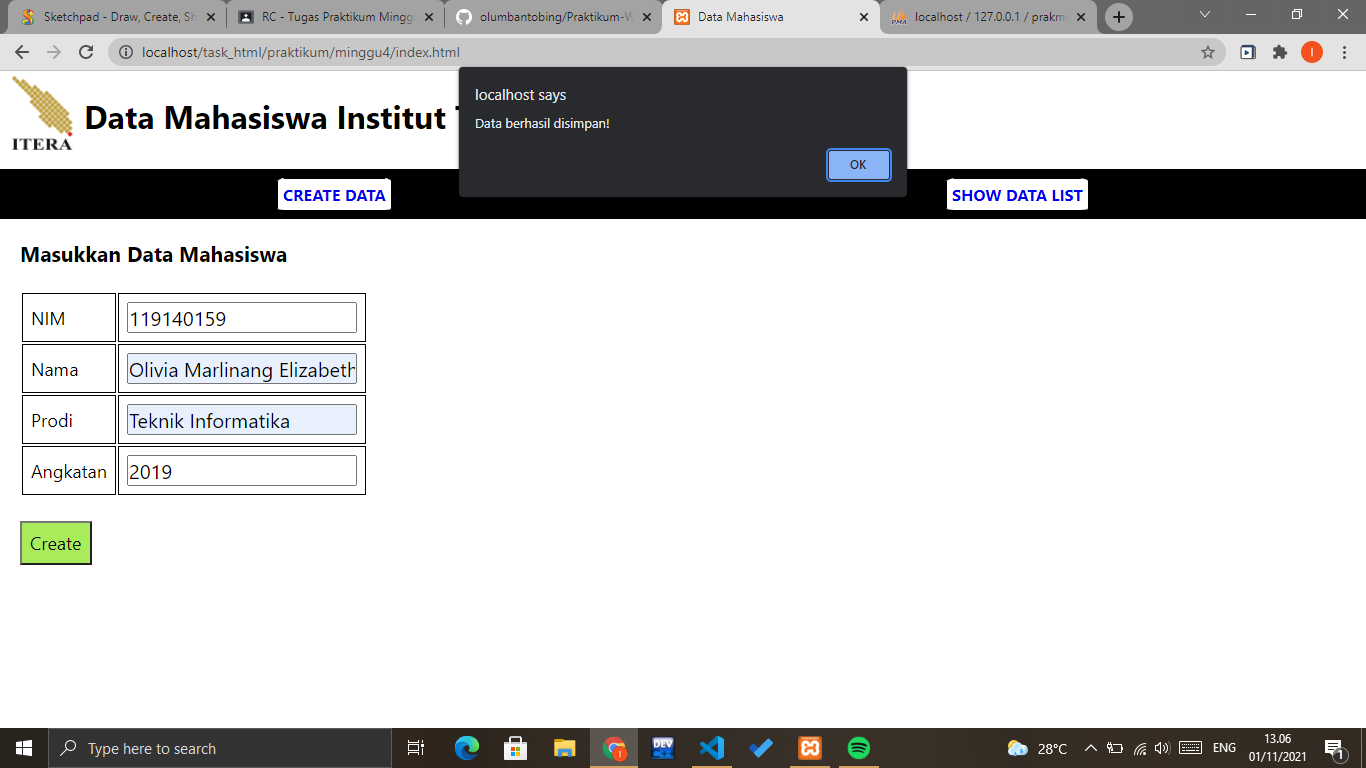 Sketchpad - Draw, Create, Sh
RC - Tugas Praktikum Mingg
olumbantobing/Praktikum-W
Data Mahasiswa
localhost / 127.0.0.1 / prakm
localhost/task_html/praktikum/minggu4/index.html
I
ITERA
Data Mahasiswa Institut
localhost says
Data berhasil disimpan!
OK
CREATE DATA
SHOW DATA LIST
Masukkan Data Mahasiswa
NIM 119140159
Nama Olivia Marlinang Elizabeth
Prodi Teknik Informatika
Angkatan 2019
Create
Type here to search
DEV
28°C
ENG
13.06
01/11/2021
1